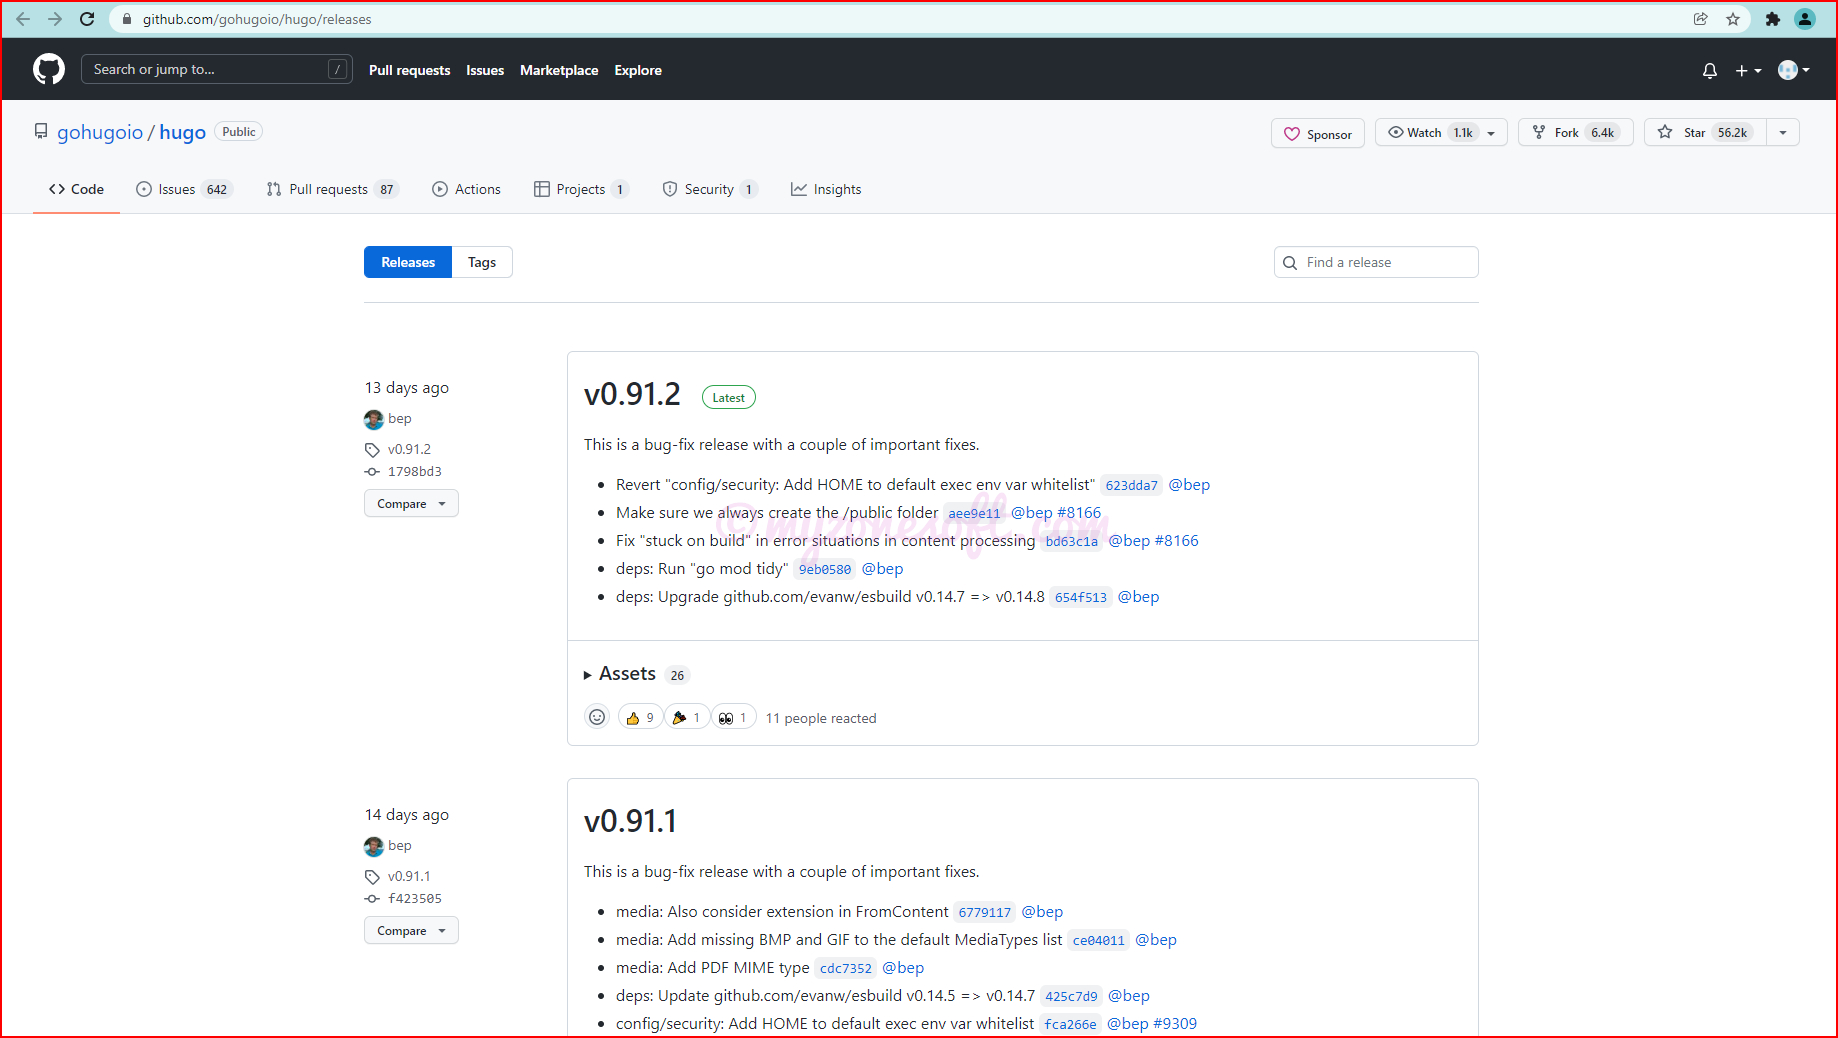 github.com/gohugoio/hugo/releases
Search or jump to... / Pull requests Issues Marketplace Explore
gohugoio / hugo Public Sponsor Watch 1.1k Fork 6.4k Star 56.2k
Code Issues 642 Pull requests 87 Actions Projects 1 Security 1 Insights
Releases Tags Find a release
13 days ago
bep
v0.91.2
1798bd3
Compare
v0.91.2 Latest
This is a bug-fix release with a couple of important fixes.
Revert "config/security: Add HOME to default exec env var whitelist" 623dda7 @bep
Make sure we always create the /public folder aee9e11 @bep #8166
©myzonesoft.com
Fix "stuck on build" in error situations in content processing bd63c1a @bep #8166
deps: Run "go mod tidy" 9eb0580 @bep
deps: Upgrade github.com/evanw/esbuild v0.14.7 => v0.14.8 654f513 @bep
Assets 26
9 1 1 11 people reacted
14 days ago
bep
v0.91.1
f423505
Compare
v0.91.1
This is a bug-fix release with a couple of important fixes.
media: Also consider extension in FromContent 6779117 @bep
media: Add missing BMP and GIF to the default MediaTypes list ce04011 @bep
media: Add PDF MIME type cdc7352 @bep
deps: Update github.com/evanw/esbuild v0.14.5 => v0.14.7 425c7d9 @bep
config/security: Add HOME to default exec env var whitelist fca266e @bep #9309